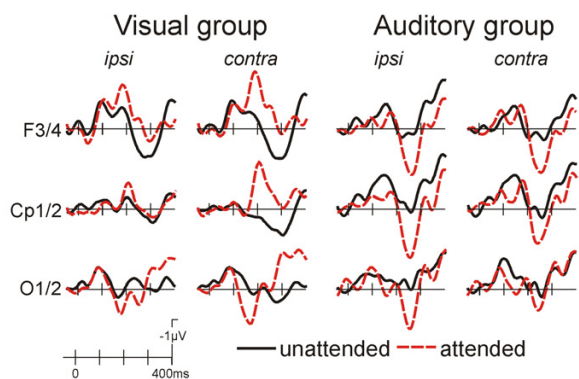 Visual group Auditory group
ipsi contra ipsi contra
F3/4
Cp1/2
O1/2
-1µV
0 400ms
unattended attended